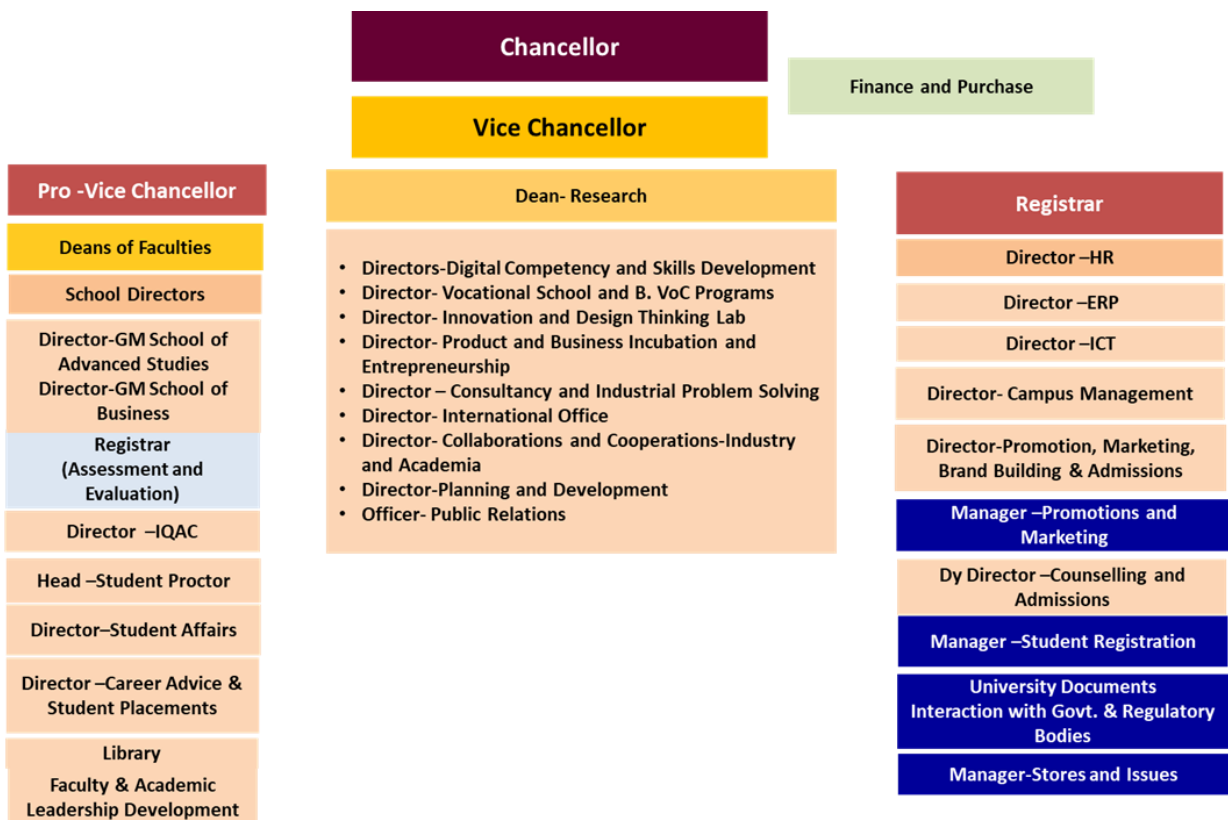 Chancellor
Finance and Purchase
Vice Chancellor
Pro -Vice Chancellor
Deans of Faculties
School Directors
Director-GM School of
Advanced Studies
Director-GM School of
Business
Registrar
(Assessment and
Evaluation)
Director –IQAC
Head –Student Proctor
Director–Student Affairs
Director –Career Advice &
Student Placements
Library
Faculty & Academic
Leadership Development
Dean- Research
• Directors-Digital Competency and Skills Development
• Director- Vocational School and B. VoC Programs
• Director- Innovation and Design Thinking Lab
• Director- Product and Business Incubation and
Entrepreneurship
• Director – Consultancy and Industrial Problem Solving
• Director- International Office
• Director- Collaborations and Cooperations-Industry
and Academia
• Director-Planning and Development
• Officer- Public Relations
Registrar
Director –HR
Director –ERP
Director –ICT
Director- Campus Management
Director-Promotion, Marketing,
Brand Building & Admissions
Manager –Promotions and
Marketing
Dy Director –Counselling and
Admissions
Manager –Student Registration
University Documents
Interaction with Govt. & Regulatory
Bodies
Manager-Stores and Issues